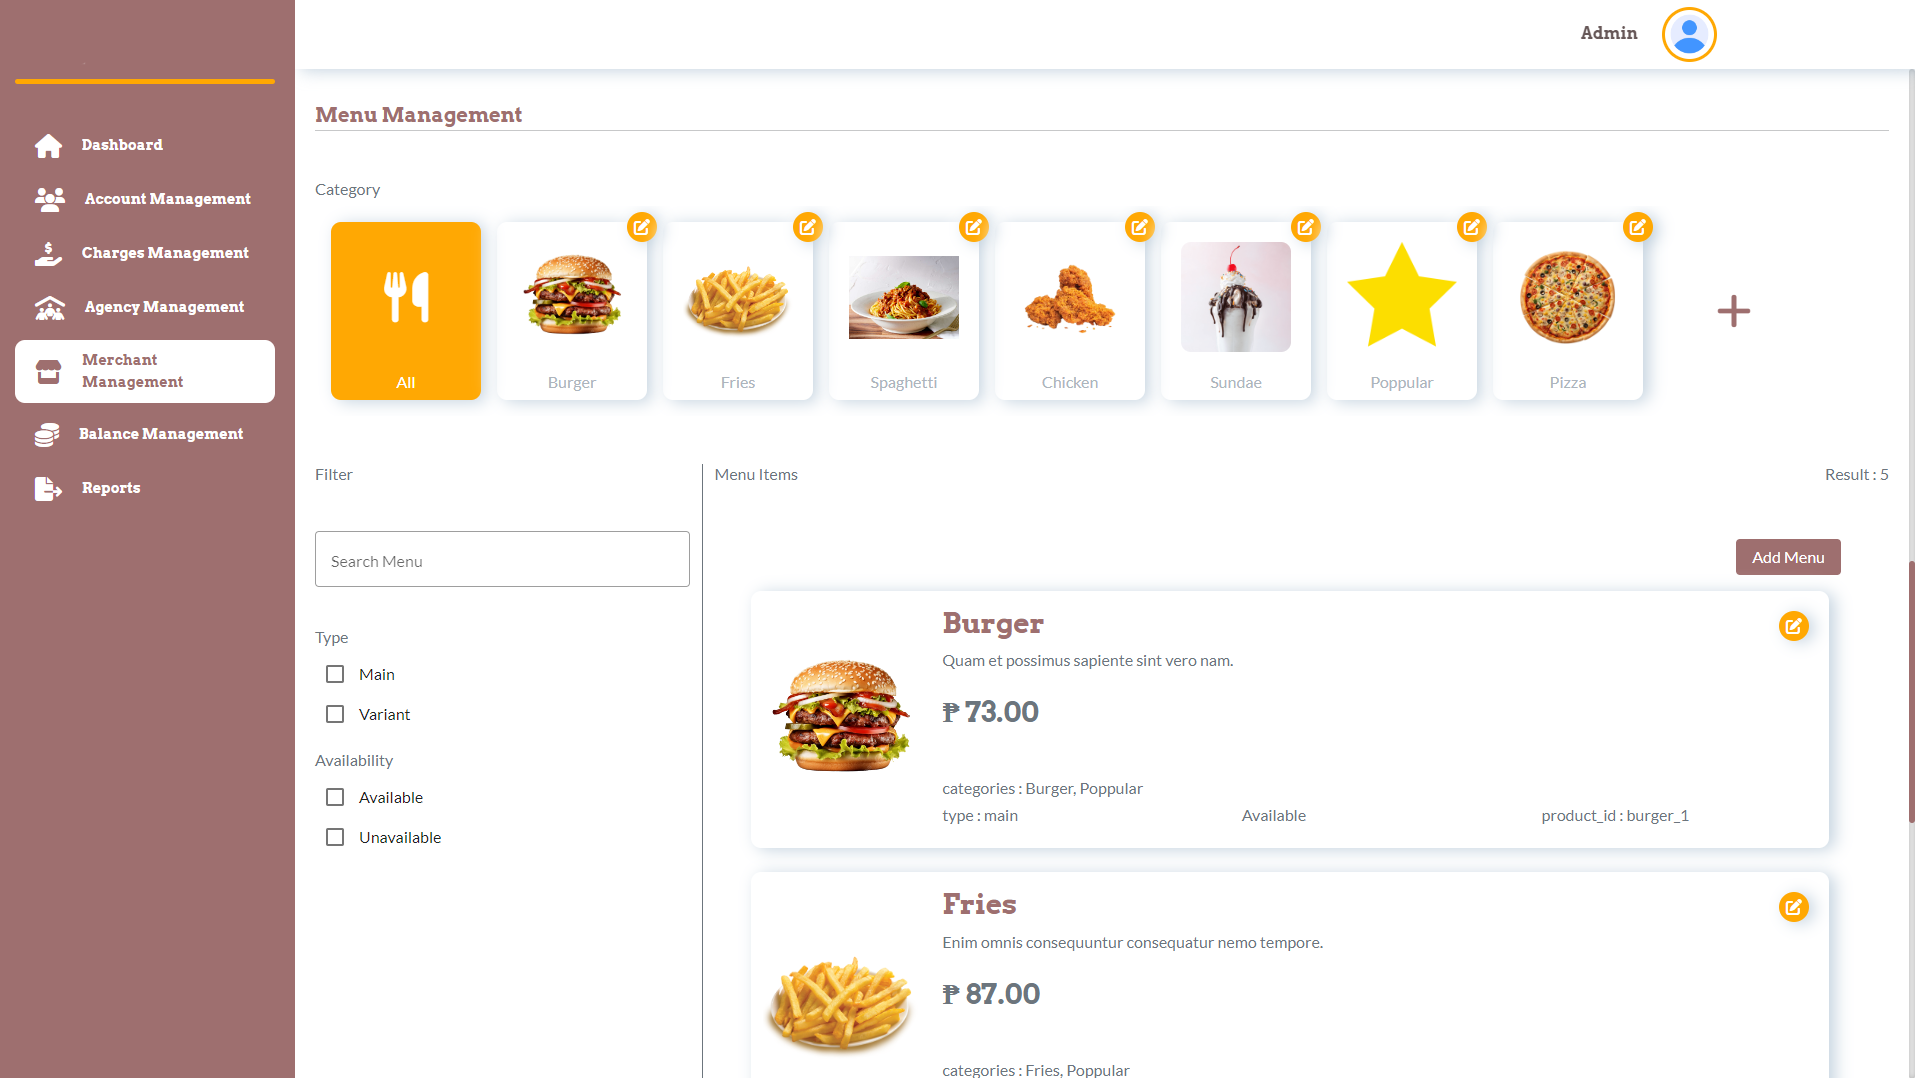 Admin
Dashboard
Account Management
Charges Management
Agency Management
Merchant
Management
Balance Management
Reports
Menu Management
Category
All
Burger
Fries
Spaghetti
Chicken
Sundae
Poppular
Pizza
Filter
Search Menu
Type
Main
Variant
Availability
Available
Unavailable
Menu Items
Result : 5
Add Menu
Burger
Quam et possimus sapiente sint vero nam.
₱ 73.00
categories : Burger, Poppular
type : main
Available
product_id : burger_1
Fries
Enim omnis consequuntur consequatur nemo tempore.
₱ 87.00
categories : Fries, Poppular